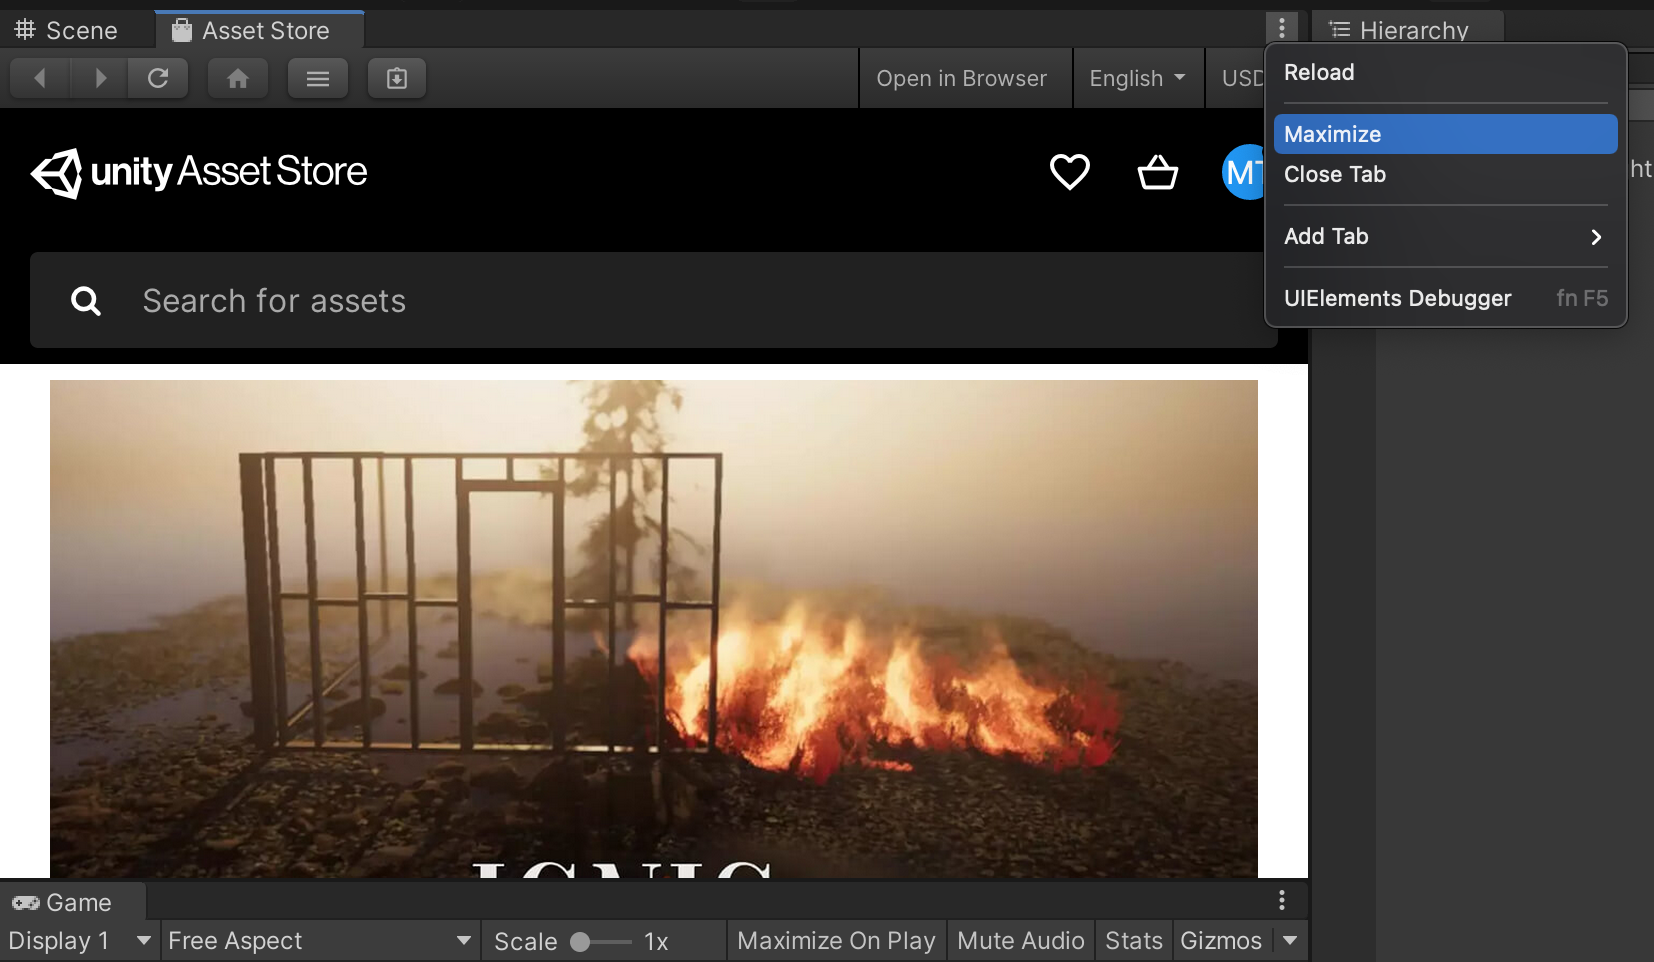 Scene
Asset Store
Hierarchy
Open in Browser
English
USD
Reload
Maximize
Close Tab
Add Tab
UIElements Debugger fn F5
ht
unity Asset Store
MT
Search for assets
Game
Display 1
Free Aspect
Scale 1x
Maximize On Play
Mute Audio
Stats
Gizmos